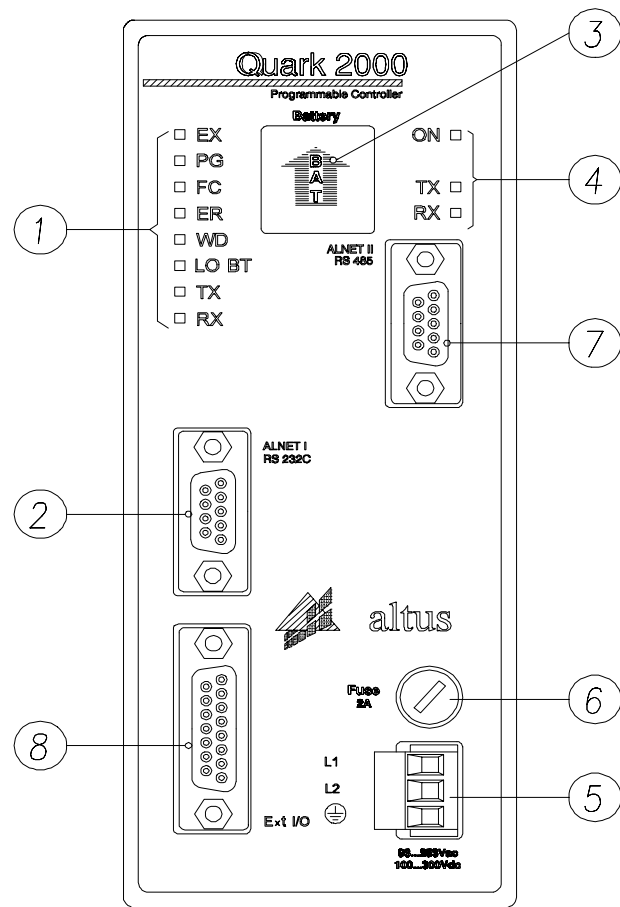 Quark 2000
Programmable Controller
Battery
BAT
EX
PG
FC
ER
WD
LO BT
TX
RX
ON
TX
RX
ALNET II
RS 485
ALNET I
RS 232C
altus
Fuse
2A
L1
L2
Ext I/O
100...300Vdc
1
2
3
4
5
6
7
8